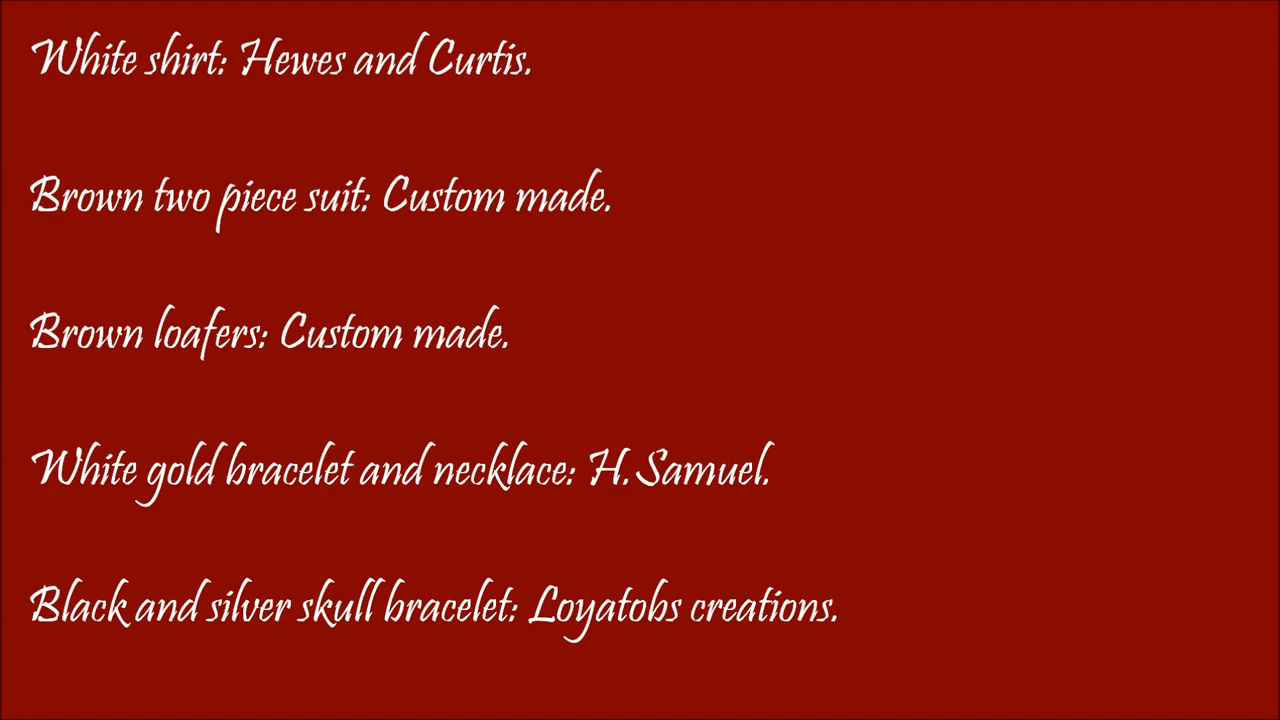 White shirt: Hewes and Curtis.
Brown two piece suit: Custom made.
Brown loafers: Custom made.
White gold bracelet and necklace: H.Samuel.
Black and silver skull bracelet: Loyatobs creations.